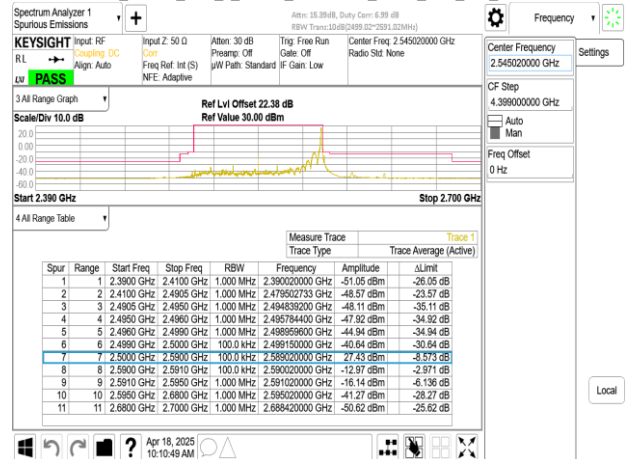 Spectrum Analyzer 1
Spurious Emissions
Atten: 15.89dB, Duty Corr: 6.99 dB
RBW Trans:10dB(2499.02~2591.02MHz)
Frequency
KEYSIGHT Input: RF Input Z: 50 Ω Atten: 30 dB Trig: Free Run Center Freq: 2.545020000 GHz
RL Coupling: DC Corr Preamp: Off Gate: Off Radio Std: None
Align: Auto Freq Ref: Int (S) µW Path: Standard IF Gain: Low
LXI PASS NFE: Adaptive
Center Frequency
2.545020000 GHz
Settings
CF Step
4.399000000 GHz
Auto
Man
Freq Offset
0 Hz
Local
3 All Range Graph
Ref Lvl Offset 22.38 dB
Scale/Div 10.0 dB Ref Value 30.00 dBm
20.0
0.00
-20.0
-40.0
-60.0
Start 2.390 GHz Stop 2.700 GHz
4 All Range Table
Measure Trace Trace 1
Trace Type Trace Average (Active)
Spur Range Start Freq Stop Freq RBW Frequency Amplitude ΔLimit
1 1 2.3900 GHz 2.4100 GHz 1.000 MHz 2.390020000 GHz -51.05 dBm -26.05 dB
2 2 2.4100 GHz 2.4905 GHz 1.000 MHz 2.479502733 GHz -48.57 dBm -23.57 dB
3 3 2.4905 GHz 2.4950 GHz 1.000 MHz 2.494839200 GHz -48.11 dBm -35.11 dB
4 4 2.4950 GHz 2.4960 GHz 1.000 MHz 2.495784400 GHz -47.92 dBm -34.92 dB
5 5 2.4960 GHz 2.4990 GHz 1.000 MHz 2.498959600 GHz -44.94 dBm -34.94 dB
6 6 2.4990 GHz 2.5000 GHz 100.0 kHz 2.499150000 GHz -40.64 dBm -30.64 dB
7 7 2.5000 GHz 2.5900 GHz 100.0 kHz 2.589020000 GHz 27.43 dBm -8.573 dB
8 8 2.5900 GHz 2.5910 GHz 100.0 kHz 2.590020000 GHz -12.97 dBm -2.971 dB
9 9 2.5910 GHz 2.5950 GHz 1.000 MHz 2.591020000 GHz -16.14 dBm -6.136 dB
10 10 2.5950 GHz 2.6800 GHz 1.000 MHz 2.595020000 GHz -41.27 dBm -28.27 dB
11 11 2.6800 GHz 2.7000 GHz 1.000 MHz 2.688420000 GHz -50.62 dBm -25.62 dB
Apr 18, 2025
10:10:49 AM